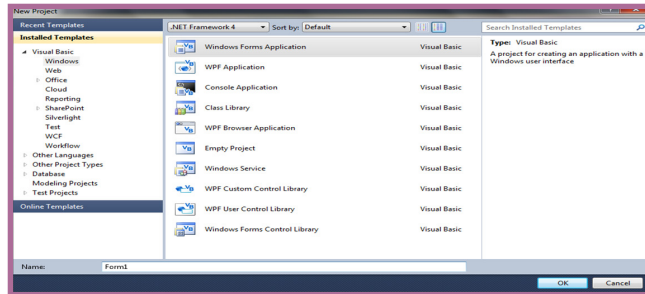 New Project
Recent Templates
.NET Framework 4
Sort by: Default
Search Installed Templates
Installed Templates
Visual Basic
Windows
Web
Office
Cloud
Reporting
SharePoint
Silverlight
Test
WCF
Workflow
Other Languages
Other Project Types
Database
Modeling Projects
Test Projects
Online Templates
Windows Forms Application Visual Basic
WPF Application Visual Basic
Console Application Visual Basic
Class Library Visual Basic
WPF Browser Application Visual Basic
Empty Project Visual Basic
Windows Service Visual Basic
WPF Custom Control Library Visual Basic
WPF User Control Library Visual Basic
Windows Forms Control Library Visual Basic
Type: Visual Basic
A project for creating an application with a
Windows user interface
Name: Form1
OK Cancel